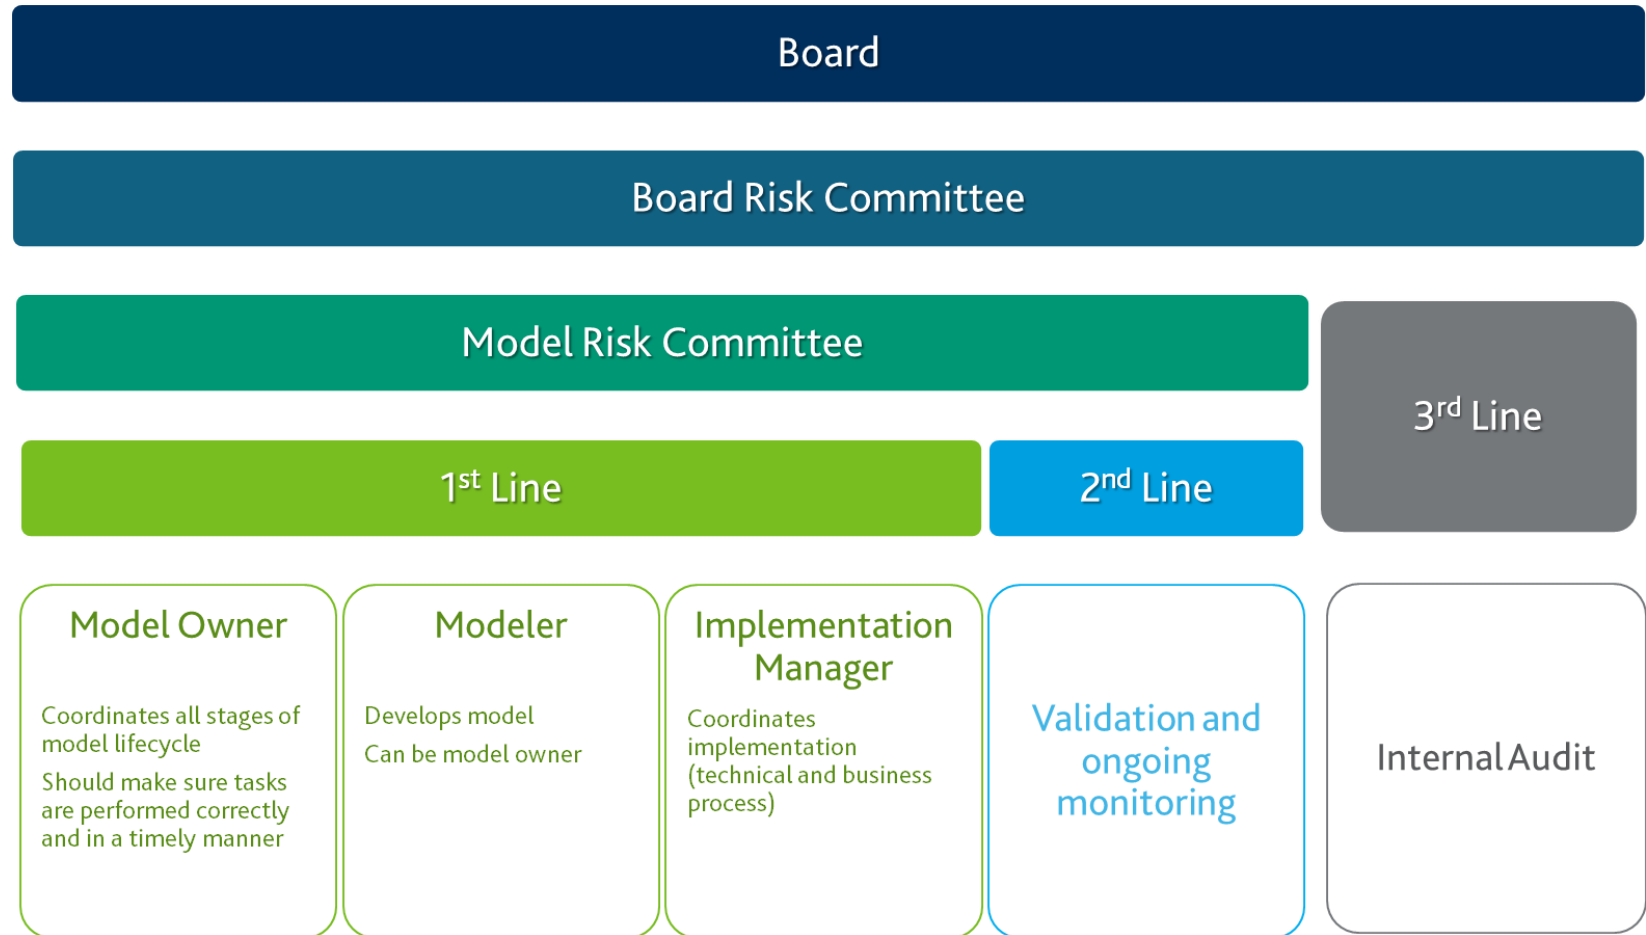 Board
Board Risk Committee
Model Risk Committee
3rd Line
1st Line
2nd Line
Model Owner
Coordinates all stages of
model lifecycle
Should make sure tasks
are performed correctly
and in a timely manner
Modeler
Develops model
Can be model owner
Implementation
Manager
Coordinates
implementation
(technical and business
process)
Validation and
ongoing
monitoring
Internal Audit